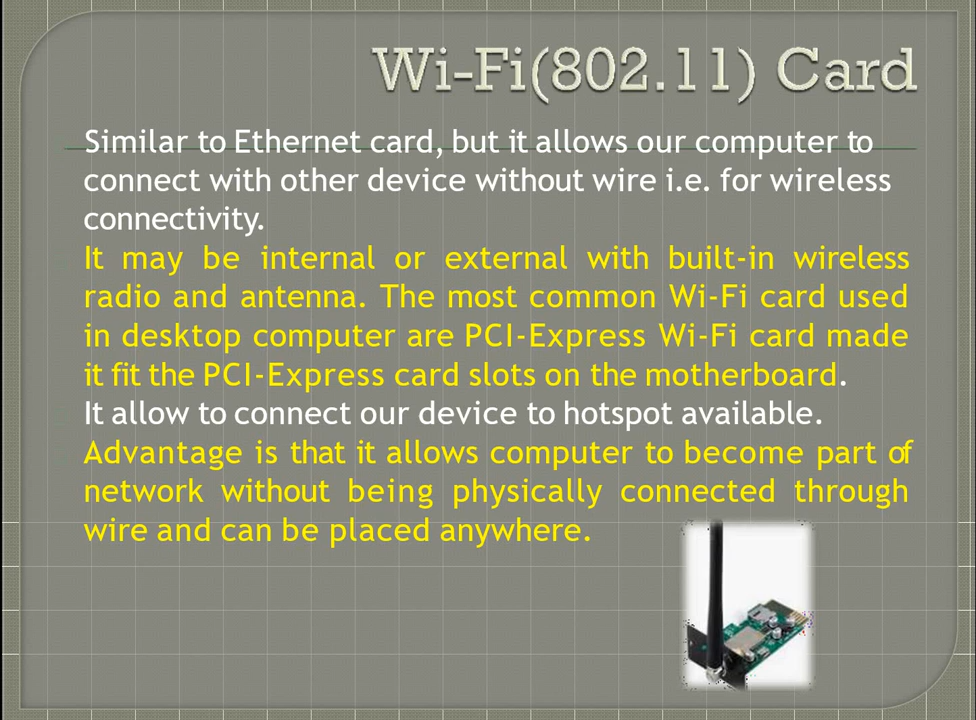 Wi-Fi(802.11) Card
Similar to Ethernet card, but it allows our computer to
connect with other device without wire i.e. for wireless
connectivity.
It may be internal or external with built-in wireless
radio and antenna. The most common Wi-Fi card used
in desktop computer are PCI-Express Wi-Fi card made
it fit the PCI-Express card slots on the motherboard.
It allow to connect our device to hotspot available.
Advantage is that it allows computer to become part of
network without being physically connected through
wire and can be placed anywhere.